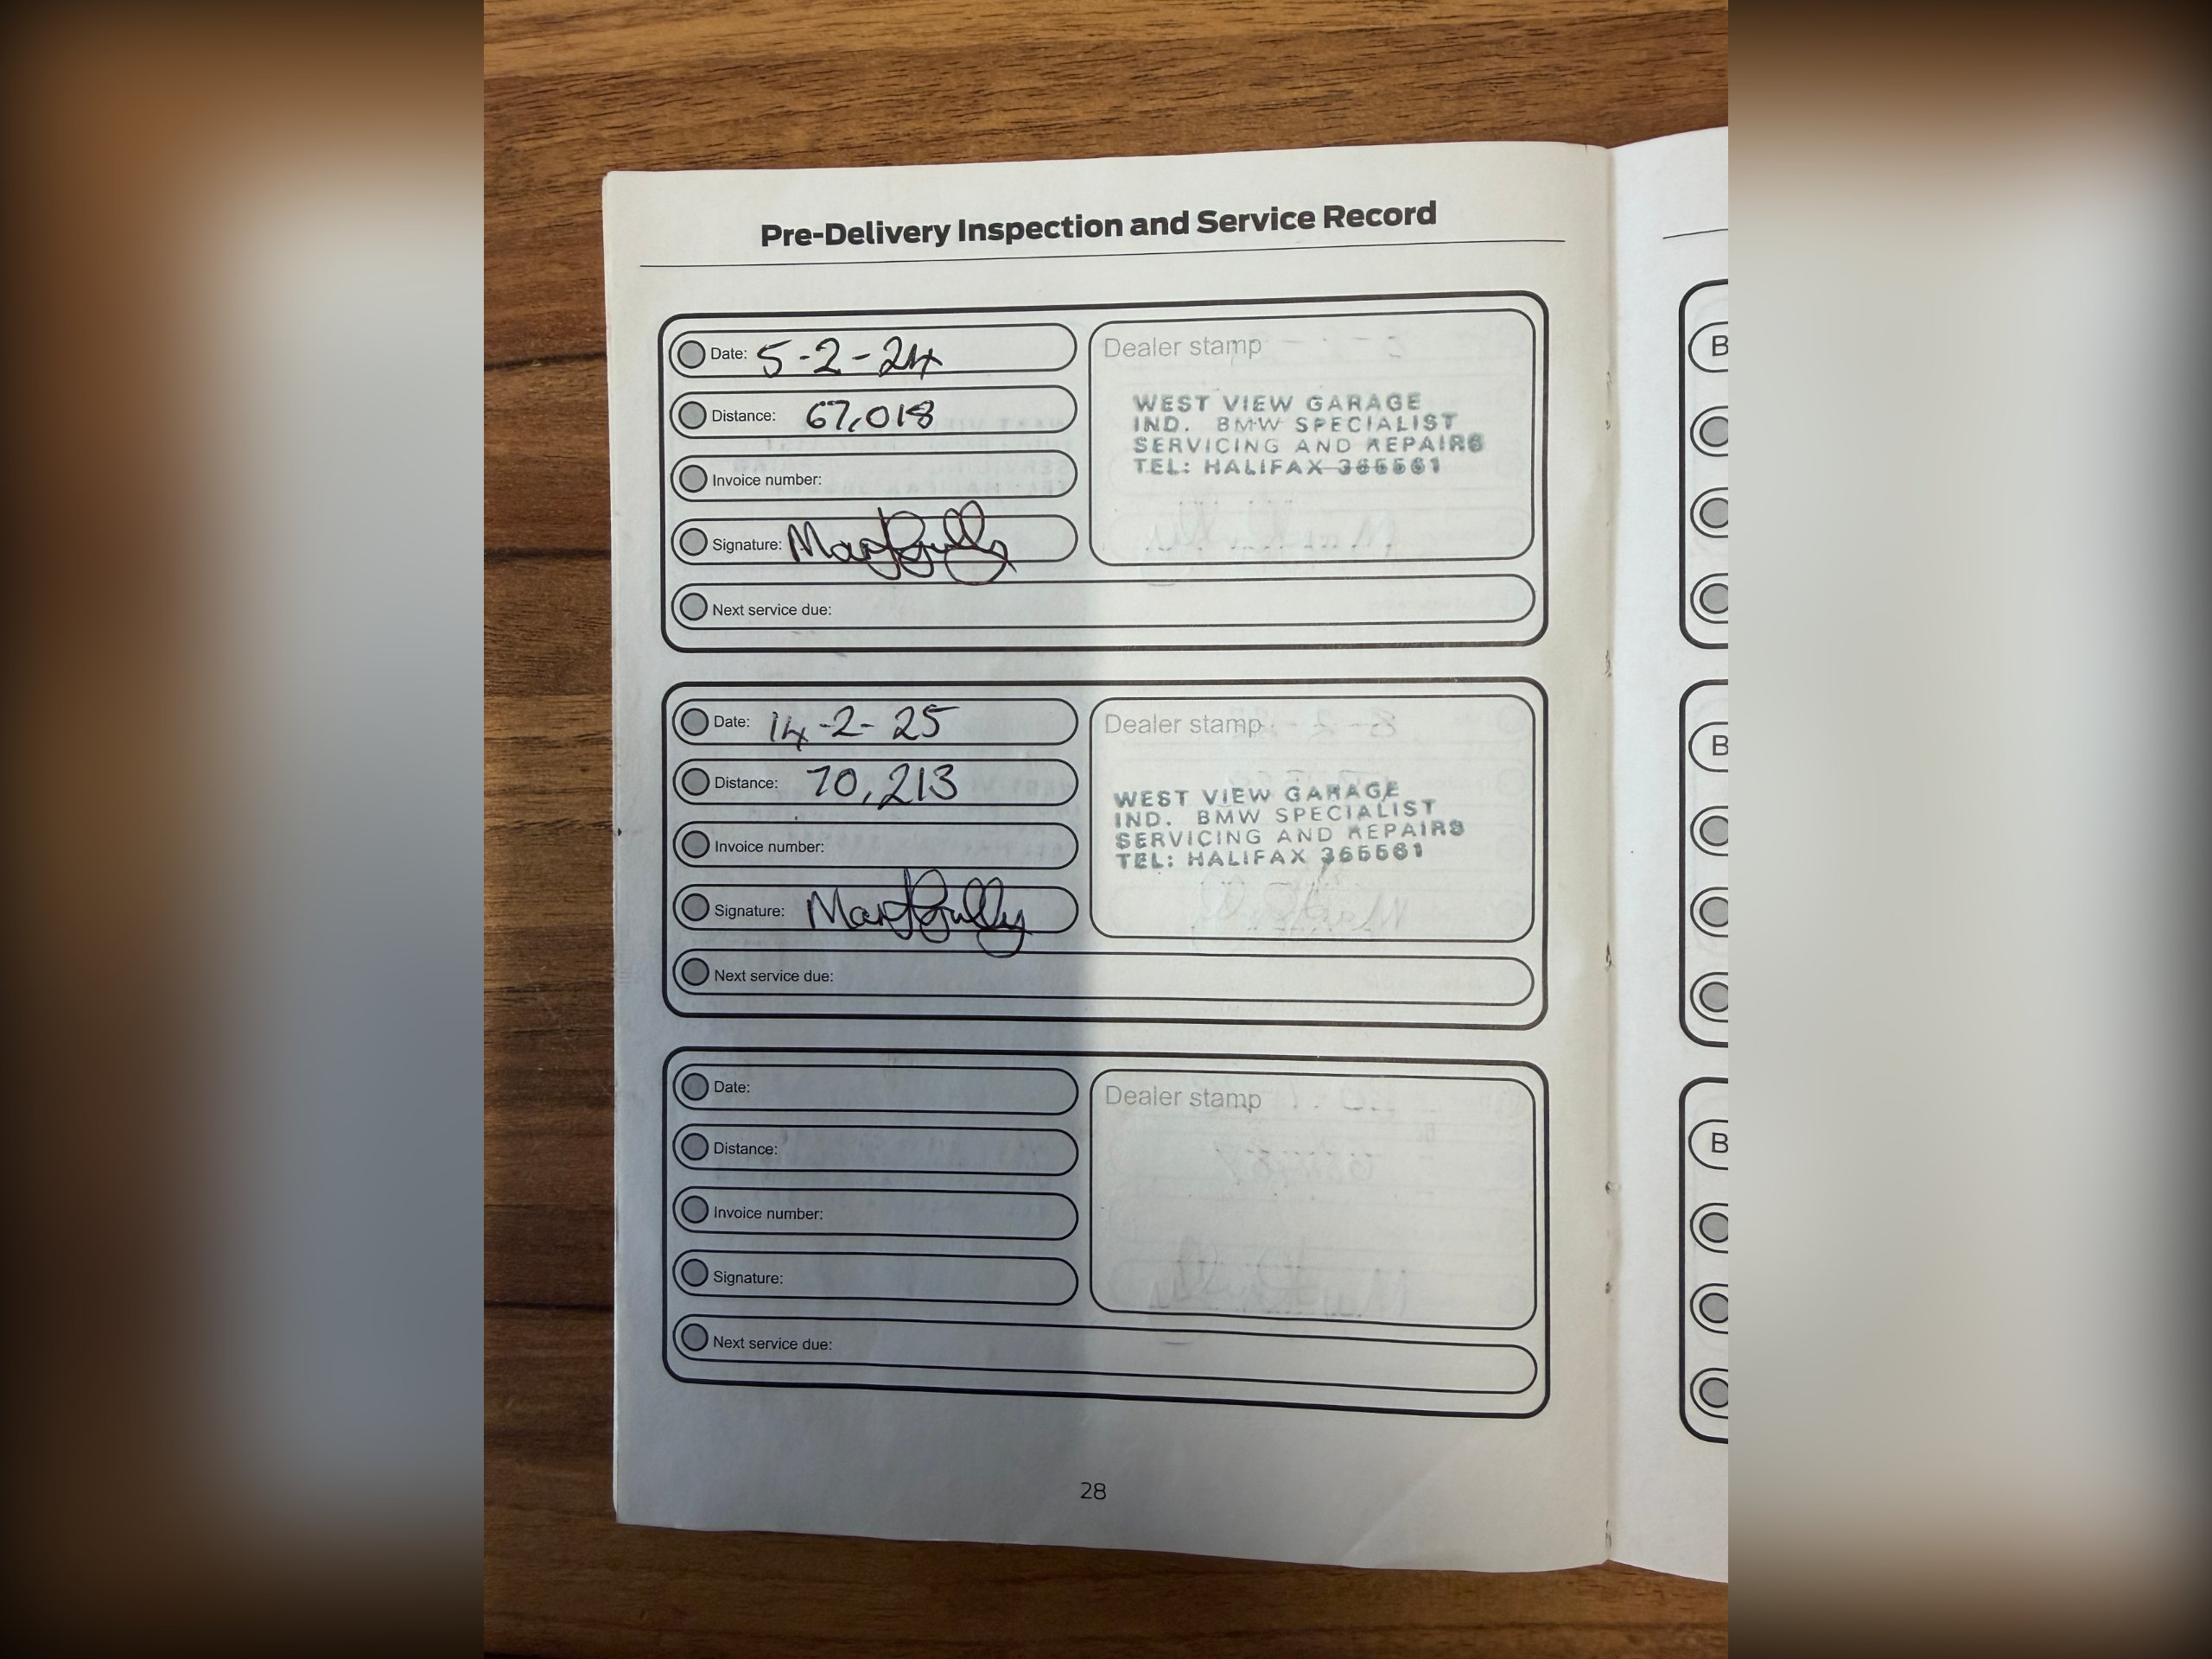 Pre-Delivery Inspection and Service Record
Date: 5-2-24
Distance: 67,018
Invoice number:
Signature:
Next service due:
Dealer stamp
WEST VIEW GARAGE
IND. BMW SPECIALIST
SERVICING AND REPAIRS
TEL: HALIFAX 365561
Date: 14-2-25
Distance: 70,213
Invoice number:
Signature:
Next service due:
Dealer stamp
WEST VIEW GARAGE
IND. BMW SPECIALIST
SERVICING AND REPAIRS
TEL: HALIFAX 365561
Date:
Distance:
Invoice number:
Signature:
Next service due:
Dealer stamp
28
B
B
B